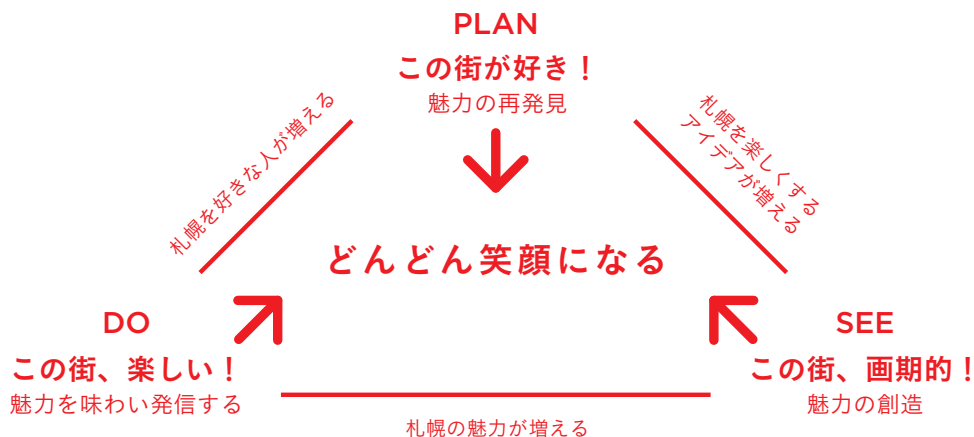 PLAN
この街が好き！
魅力の再発見
札幌を好きな人が増える
札幌を楽しくする
アイデアが増える
どんどん笑顔になる
DO
この街、楽しい！
魅力を味わい発信する
SEE
この街、画期的！
魅力の創造
札幌の魅力が増える